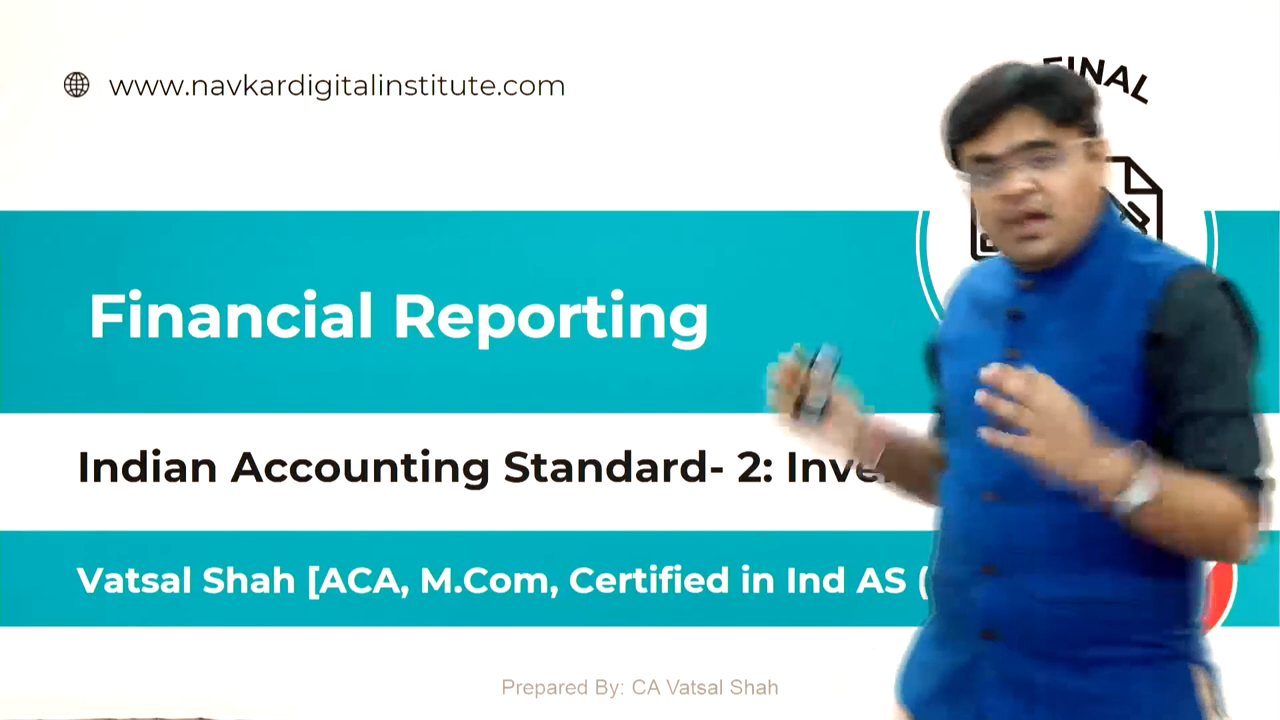 www.navkardigitalinstitute.com
FINAL
Financial Reporting
Indian Accounting Standard- 2:
Vatsal Shah [ACA, M.Com, Certified in Ind AS (
Prepared By: CA Vatsal Shah